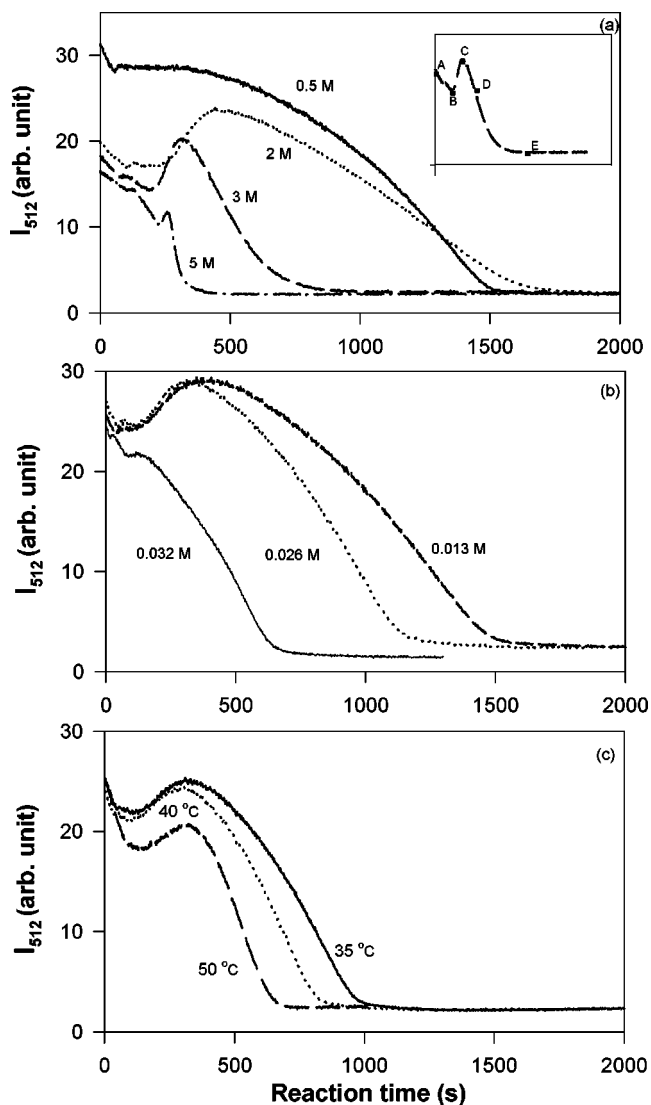 (a)
30
20
10
0
I₅₁₂ (arb. unit)
0.5 M
2 M
3 M
5 M
A
B
C
D
E
0 500 1000 1500 2000
(b)
30
20
10
0
I₅₁₂ (arb. unit)
0.032 M
0.026 M
0.013 M
0 500 1000 1500 2000
(c)
30
20
10
0
I₅₁₂ (arb. unit)
40 °C
50 °C
35 °C
0 500 1000 1500 2000
Reaction time (s)